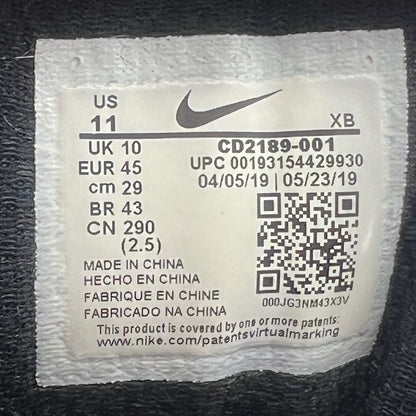 US
11
XB
UK 10
CD2189-001
EUR 45
UPC 00193154429930
cm 29
04/05/19 | 05/23/19
BR 43
CN 290
(2.5)
MADE IN CHINA
HECHO EN CHINA
FABRIQUE EN CHINE
FABRICADO NA CHINA
000JG3NM43X3V
This product is covered by one or more patents:
www.nike.com/patentsvirtualmarking